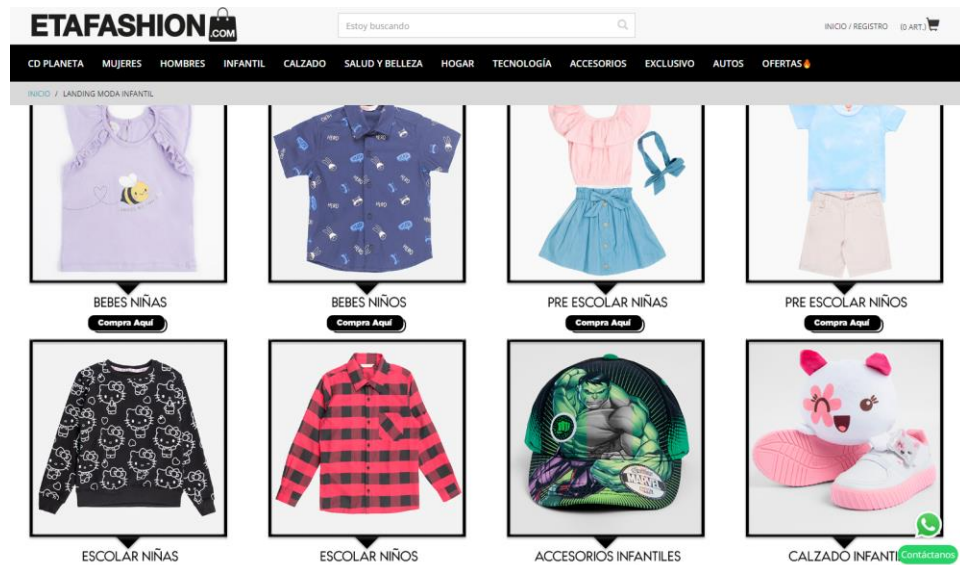 ETAFASHION .COM
Estoy buscando
INICIO / REGISTRO (0 ART.)
CD PLANETA MUJERES HOMBRES INFANTIL CALZADO SALUD Y BELLEZA HOGAR TECNOLOGÍA ACCESORIOS EXCLUSIVO AUTOS OFERTAS🔥
INICIO / LANDING MODA INFANTIL
BEBES NIÑAS BEBES NIÑOS PRE ESCOLAR NIÑAS PRE ESCOLAR NIÑOS
Compra Aquí Compra Aquí Compra Aquí Compra Aquí
MARVEL
ESCOLAR NIÑAS ESCOLAR NIÑOS ACCESORIOS INFANTILES CALZADO INFANTI
Contáctanos